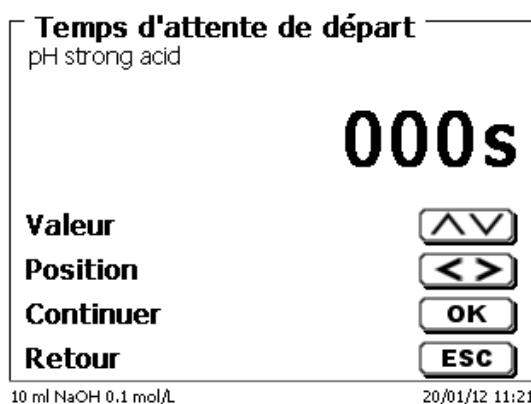 Temps d'attente de départ
pH strong acid
000s
Valeur
Position < >
Continuer OK
Retour ESC
10 ml NaOH 0.1 mol/L 20/01/12 11:21